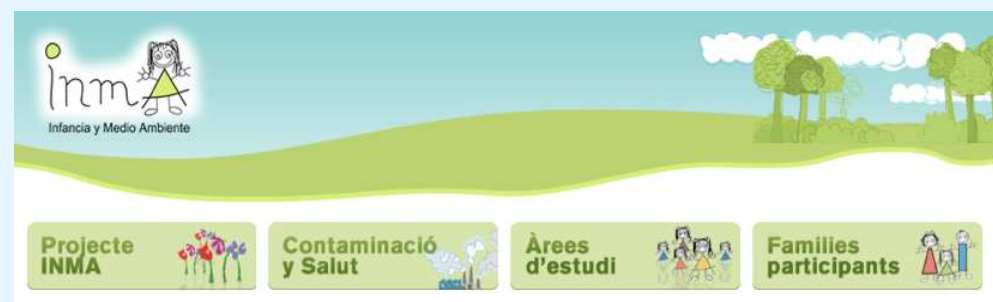 inma
Infancia y Medio Ambiente
Projecte
INMA
Contaminació
y Salut
Àrees
d'estudi
Families
participants